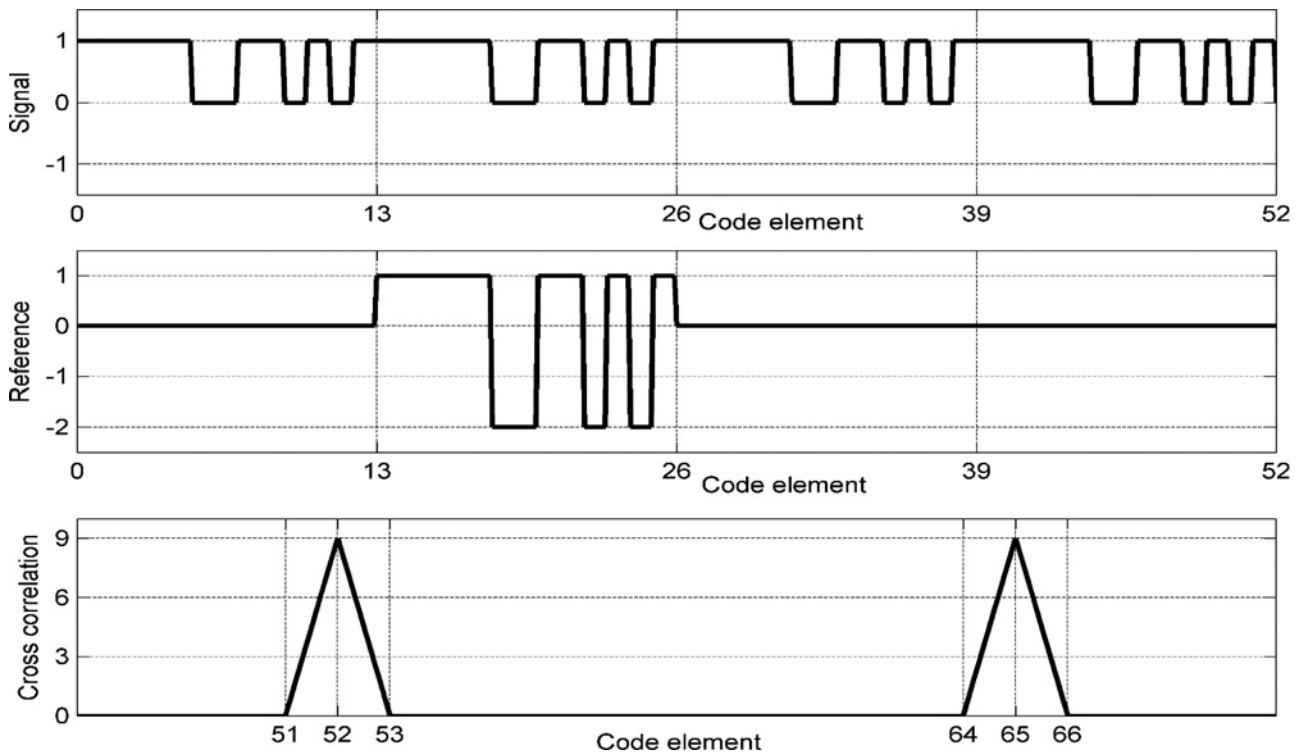 1
0
-1
Signal
0 13 26 39 52
Code element
1
0
-1
-2
Reference
0 13 26 39 52
Code element
9
6
3
0
Cross correlation
51 52 53 64 65 66
Code element